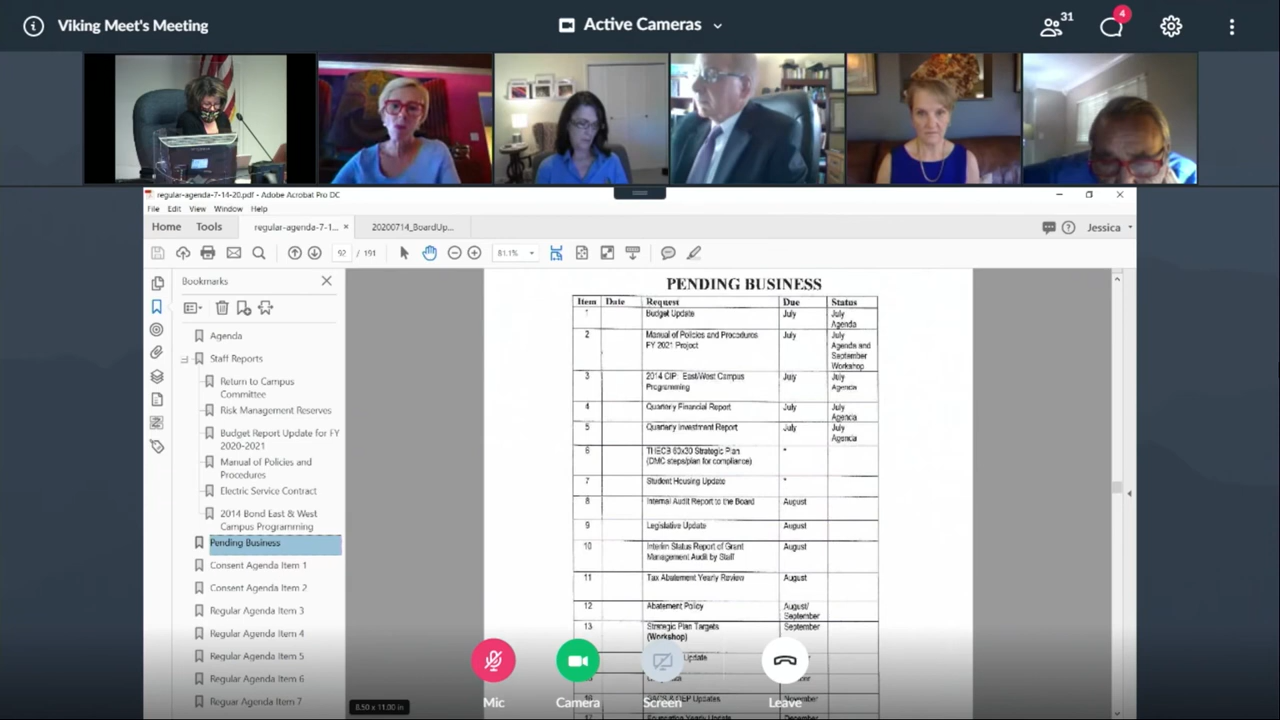 Viking Meet's Meeting
Active Cameras
31
4
regular-agenda-7-14-20.pdf - Adobe Acrobat Pro DC
File Edit View Window Help
Home Tools regular-agenda-7-1... × 20200714_BoardUp... Jessica
92 / 191 81.1%
Bookmarks
Agenda
Staff Reports
Return to Campus
Committee
Risk Management Reserves
Budget Report Update for FY
2020-2021
Manual of Policies and
Procedures
Electric Service Contract
2014 Bond East & West
Campus Programming
Pending Business
Consent Agenda Item 1
Consent Agenda Item 2
Regular Agenda Item 3
Regular Agenda Item 4
Regular Agenda Item 5
Regular Agenda Item 6
Reguar Agenda Item 7
8.50 x 11.00 in
PENDING BUSINESS
Item Date Request Due Status
1 Budget Update July July
Agenda
2 Manual of Policies and Procedures July July
FY 2021 Project Agenda and
September
Workshop
3 2014 CIP: East/West Campus July July
Programming Agenda
4 Quarterly Financial Report July July
Agenda
5 Quarterly Investment Report July July
Agenda
6 THECB 60x30 Strategic Plan *
(DMC steps/plan for compliance)
7 Student Housing Update *
8 Internal Audit Report to the Board August
9 Legislative Update August
10 Interim Status Report of Grant August
Management Audit by Staff
11 Tax Abatement Yearly Review August
12 Abatement Policy August/
September
13 Strategic Plan Targets September
(Workshop)
Update
Updates November
Mic Camera Screen Leave